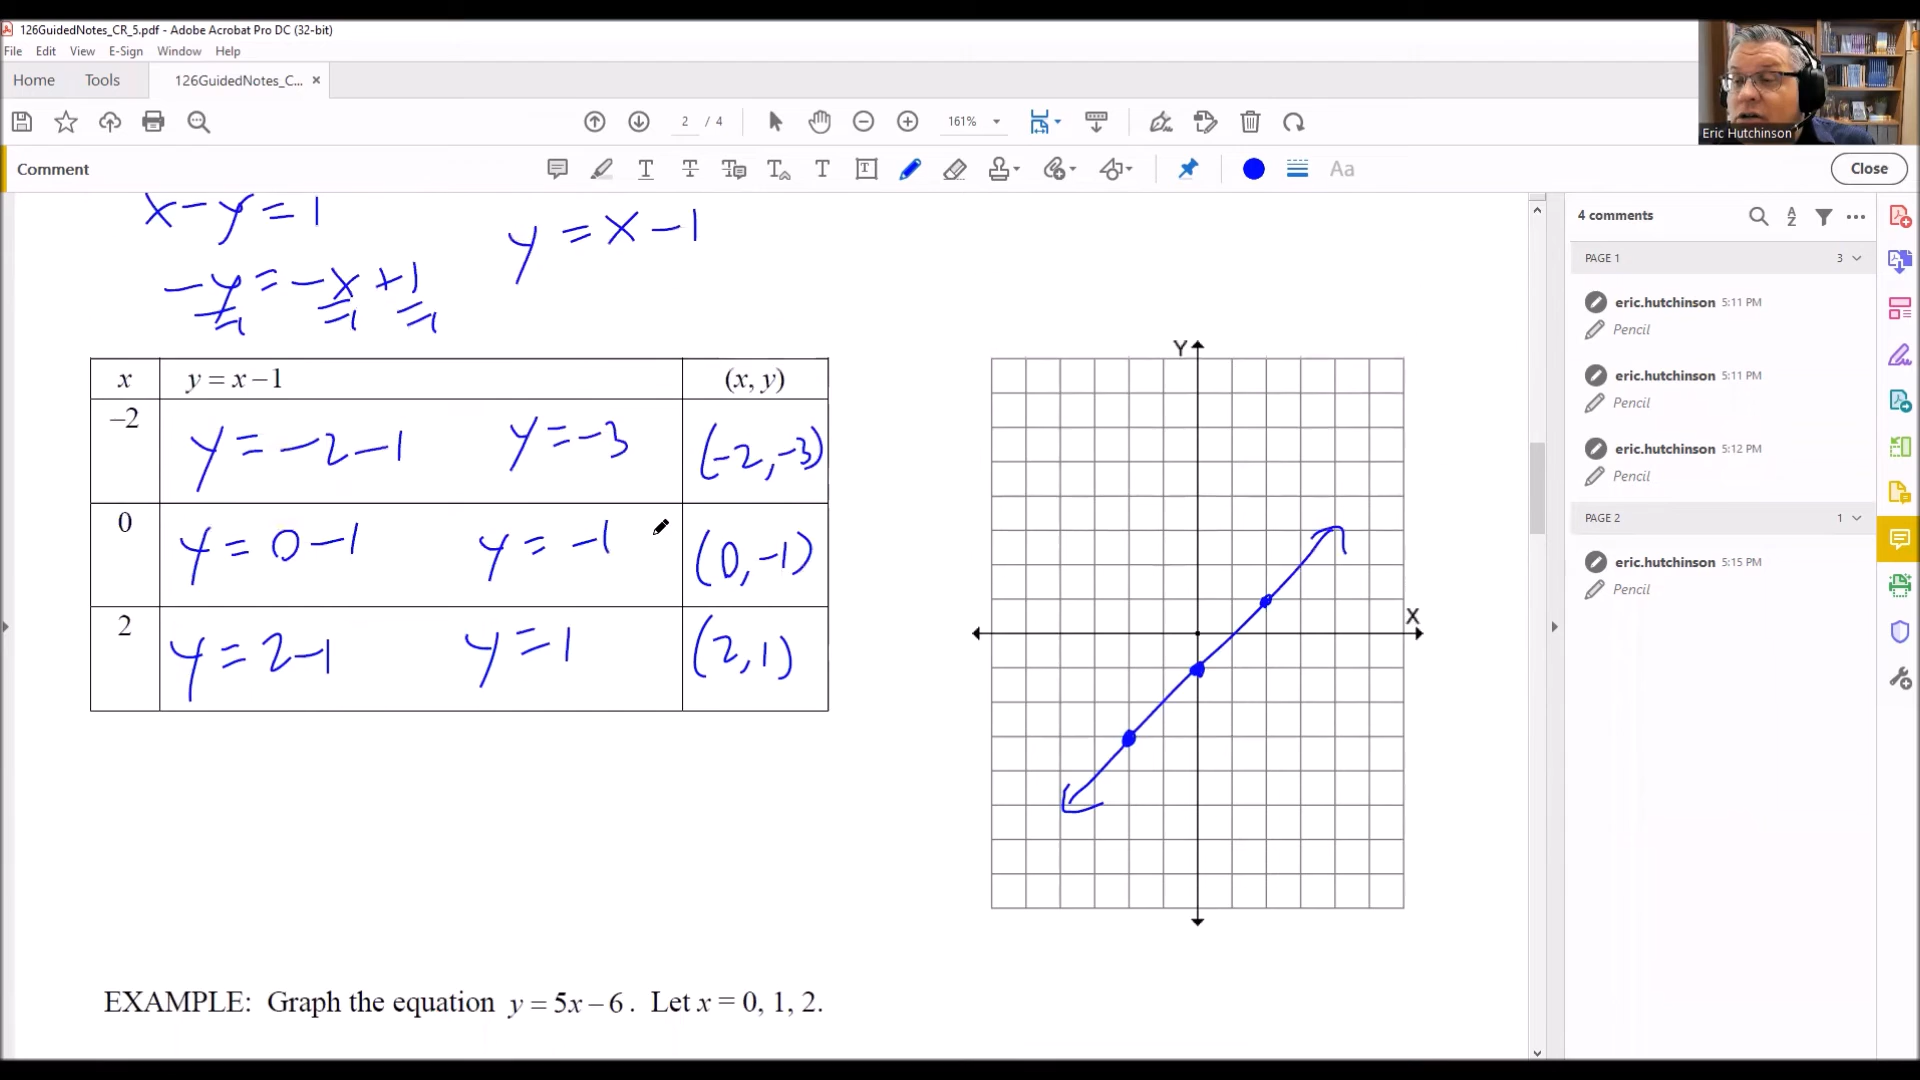 126GuidedNotes_CR_5.pdf - Adobe Acrobat Pro DC (32-bit)
File Edit View E-Sign Window Help
Home Tools 126GuidedNotes_C... ×
2 / 4 161%
Eric Hutchinson
Comment Aa Close
x - y = 1
y = x - 1
-y = -x + 1
-1 -1 -1
x y = x – 1 (x, y)
–2 y = -2 - 1 y = -3 (-2, -3)
0 y = 0 - 1 y = -1 (0, -1)
2 y = 2 - 1 y = 1 (2, 1)
Y
X
EXAMPLE: Graph the equation y = 5x – 6. Let x = 0, 1, 2.
4 comments
PAGE 1 3
eric.hutchinson 5:11 PM
Pencil
eric.hutchinson 5:11 PM
Pencil
eric.hutchinson 5:12 PM
Pencil
PAGE 2 1
eric.hutchinson 5:15 PM
Pencil